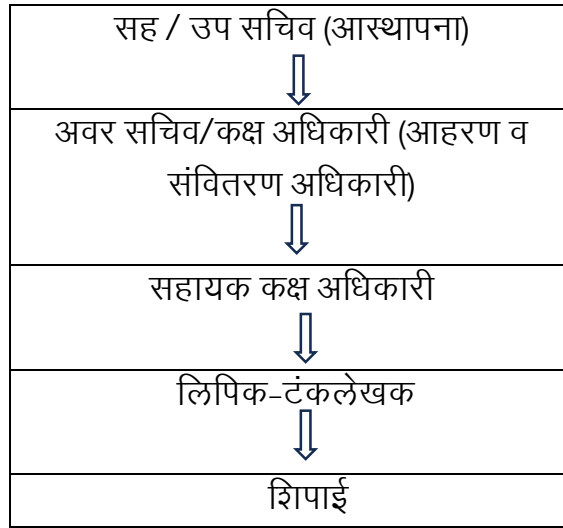 सह / उप सचिव (आस्थापना)
अवर सचिव/कक्ष अधिकारी (आहरण व
संवितरण अधिकारी)
सहायक कक्ष अधिकारी
लिपिक-टंकलेखक
शिपाई